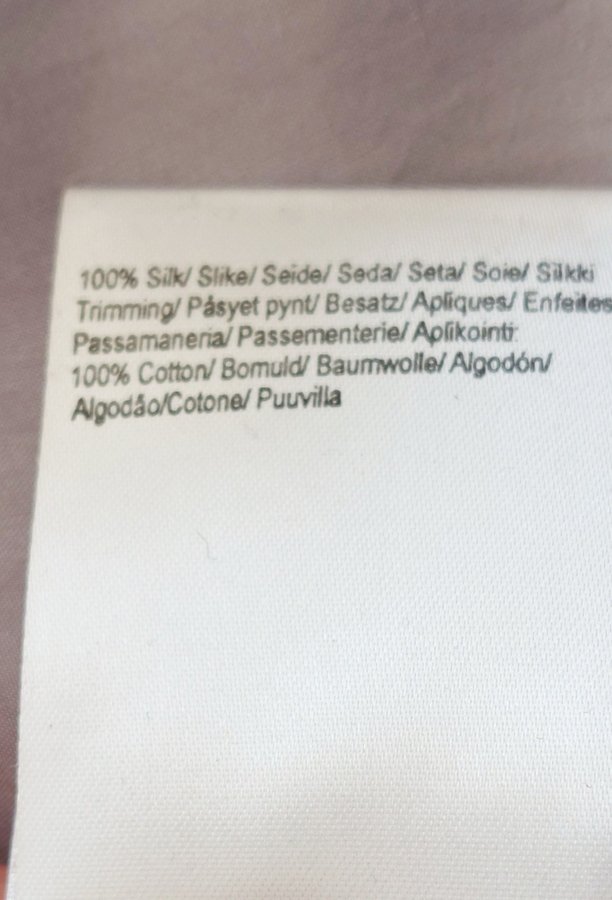 100% Silk/ Slike/ Seide/ Seda/ Seta/ Soie/ Silkki
Trimming/ Påsyet pynt/ Besatz/ Apliques/ Enfeites
Passamaneria/ Passementerie/ Aplikointi:
100% Cotton/ Bomuld/ Baumwolle/ Algodón/
Algodão/Cotone/ Puuvilla